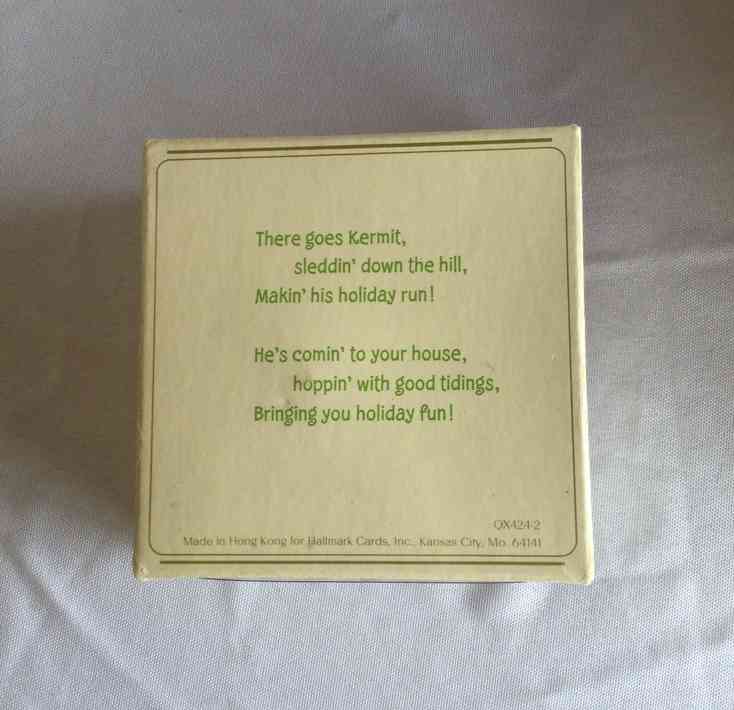 There goes Kermit,
sleddin' down the hill,
Makin' his holiday run!
He's comin' to your house,
hoppin' with good tidings,
Bringing you holiday fun!
QX424-2
Made in Hong Kong for Hallmark Cards, Inc., Kansas City, Mo. 64141